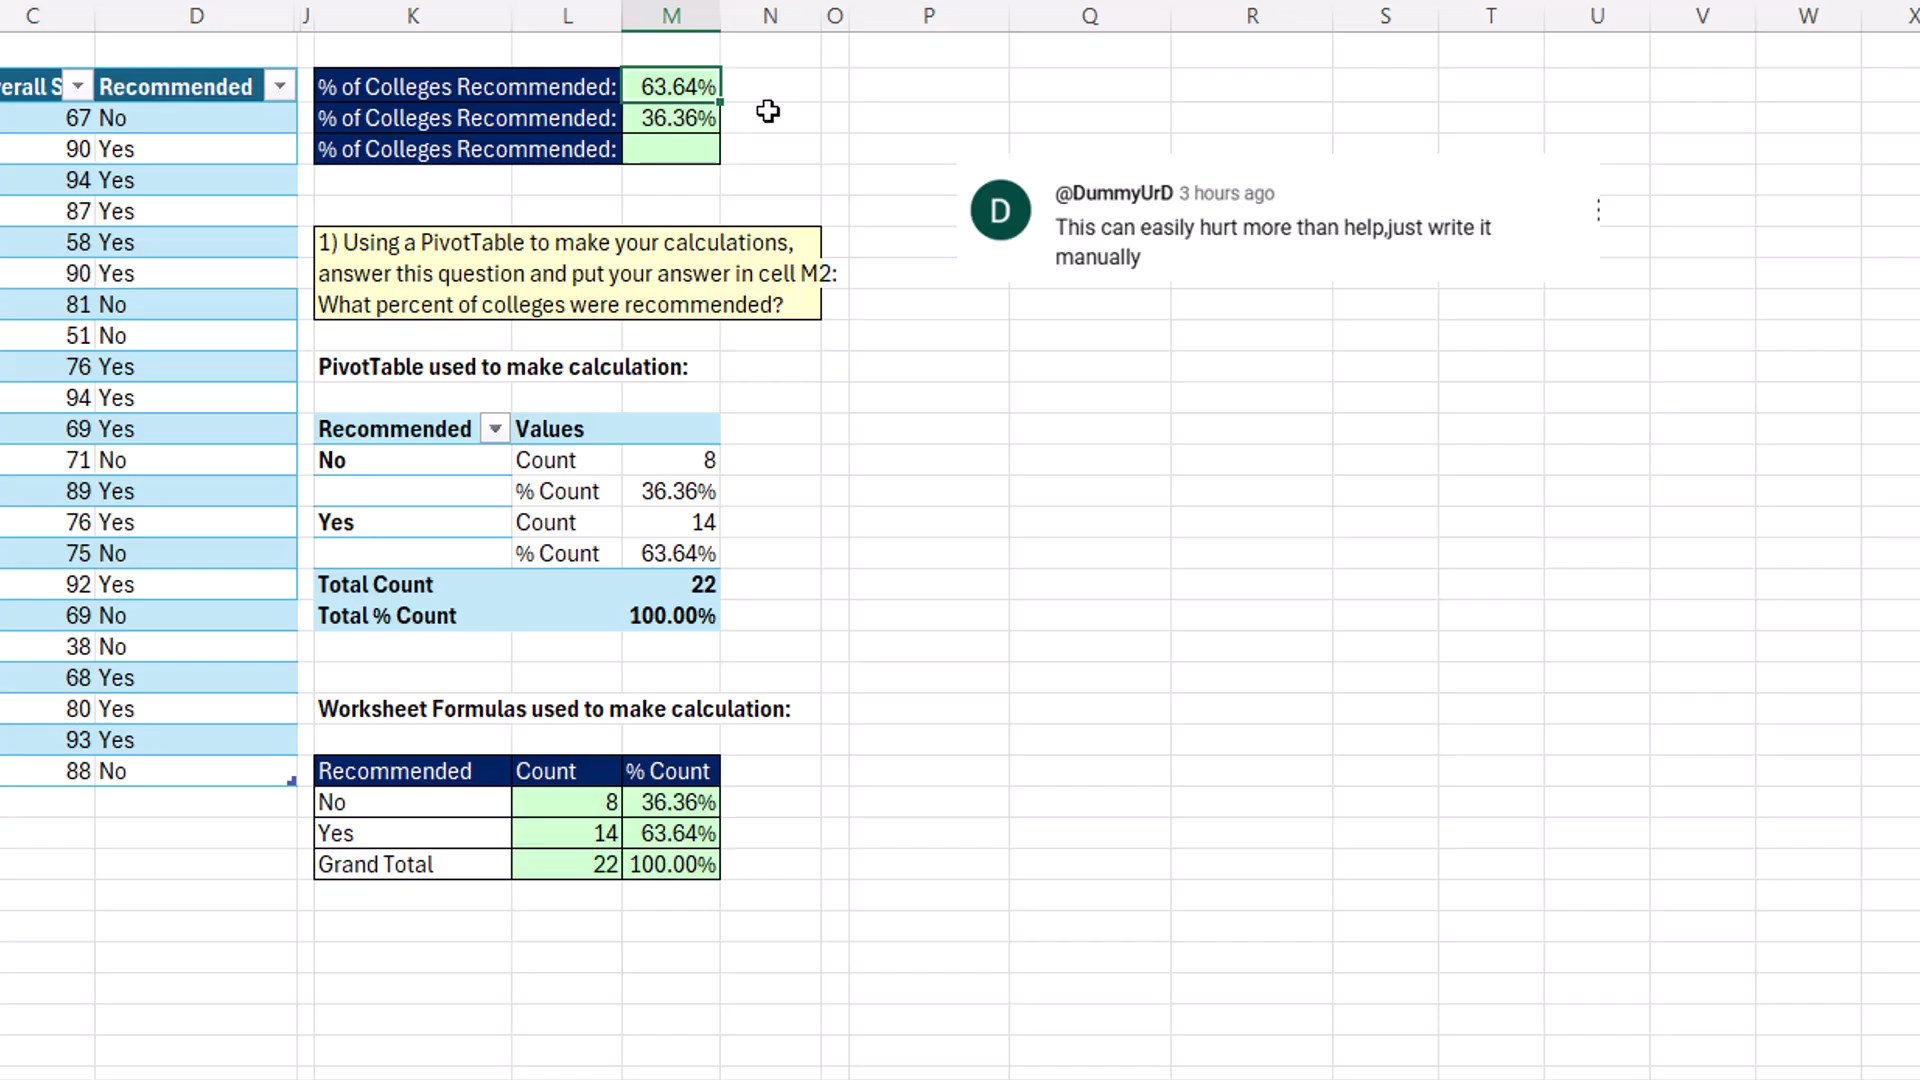 C D J K L M N O P Q R S T U V W X
erall S Recommended
67 No
90 Yes
94 Yes
87 Yes
58 Yes
90 Yes
81 No
51 No
76 Yes
94 Yes
69 Yes
71 No
89 Yes
76 Yes
75 No
92 Yes
69 No
38 No
68 Yes
80 Yes
93 Yes
88 No
% of Colleges Recommended: 63.64%
% of Colleges Recommended: 36.36%
% of Colleges Recommended:
1) Using a PivotTable to make your calculations,
answer this question and put your answer in cell M2:
What percent of colleges were recommended?
PivotTable used to make calculation:
Recommended Values
No Count 8
% Count 36.36%
Yes Count 14
% Count 63.64%
Total Count 22
Total % Count 100.00%
Worksheet Formulas used to make calculation:
Recommended Count % Count
No 8 36.36%
Yes 14 63.64%
Grand Total 22 100.00%
D
@DummyUrD 3 hours ago
This can easily hurt more than help,just write it
manually